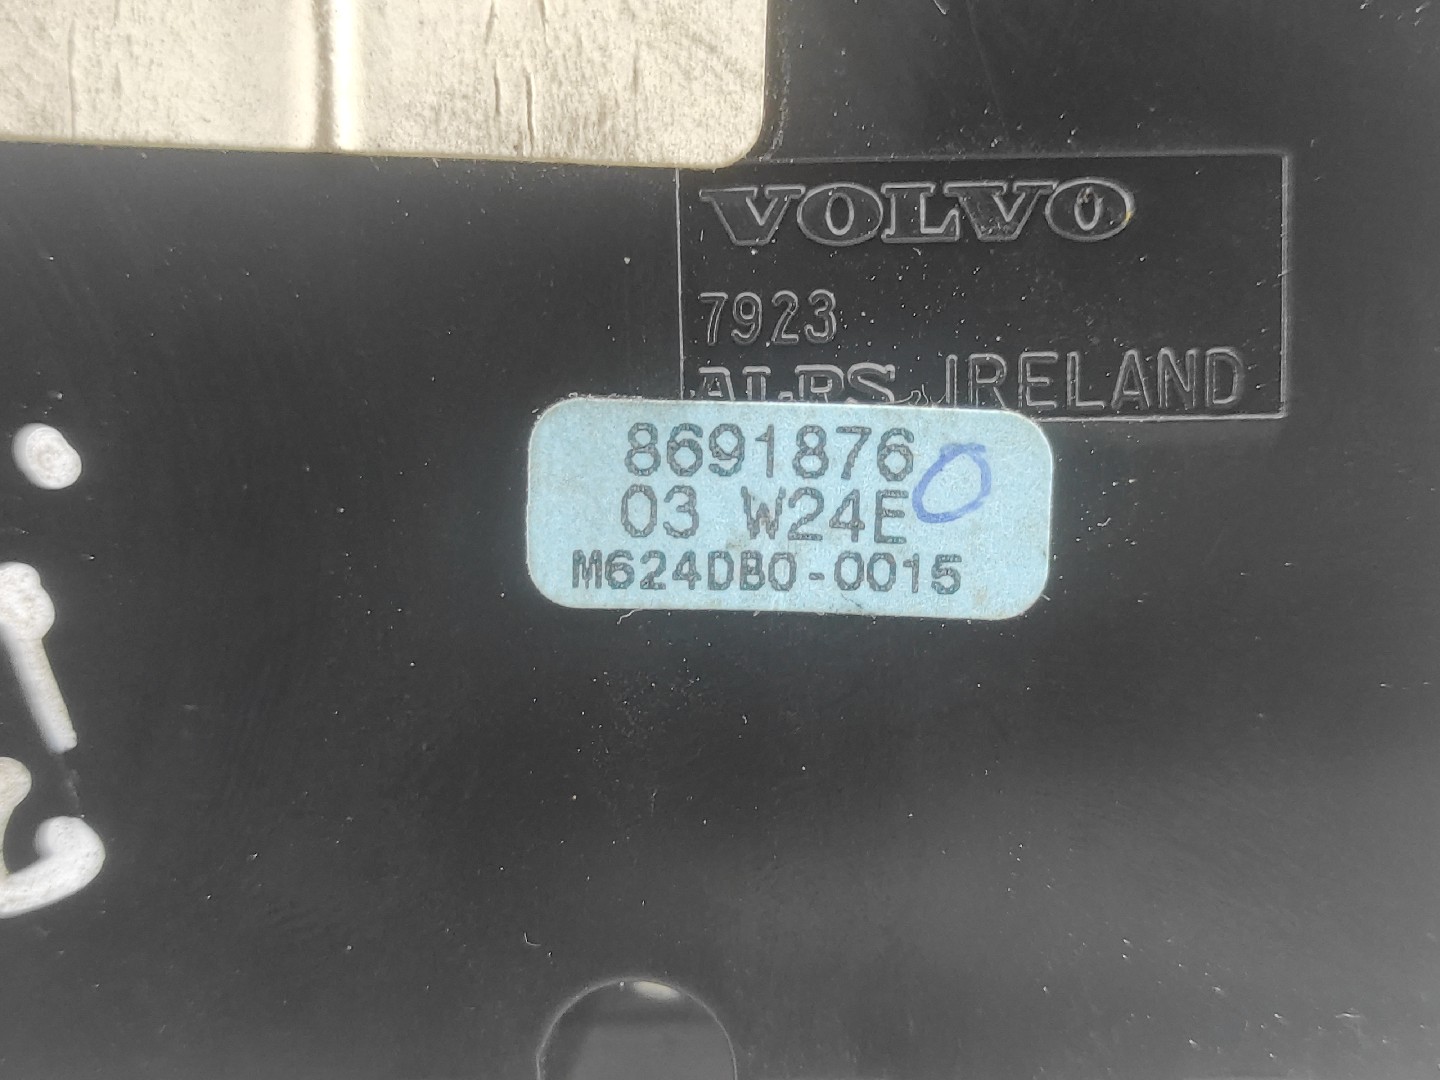 VOLVO
7923
ALPS IRELAND
8691876
03 W24E
M624DB0-0015